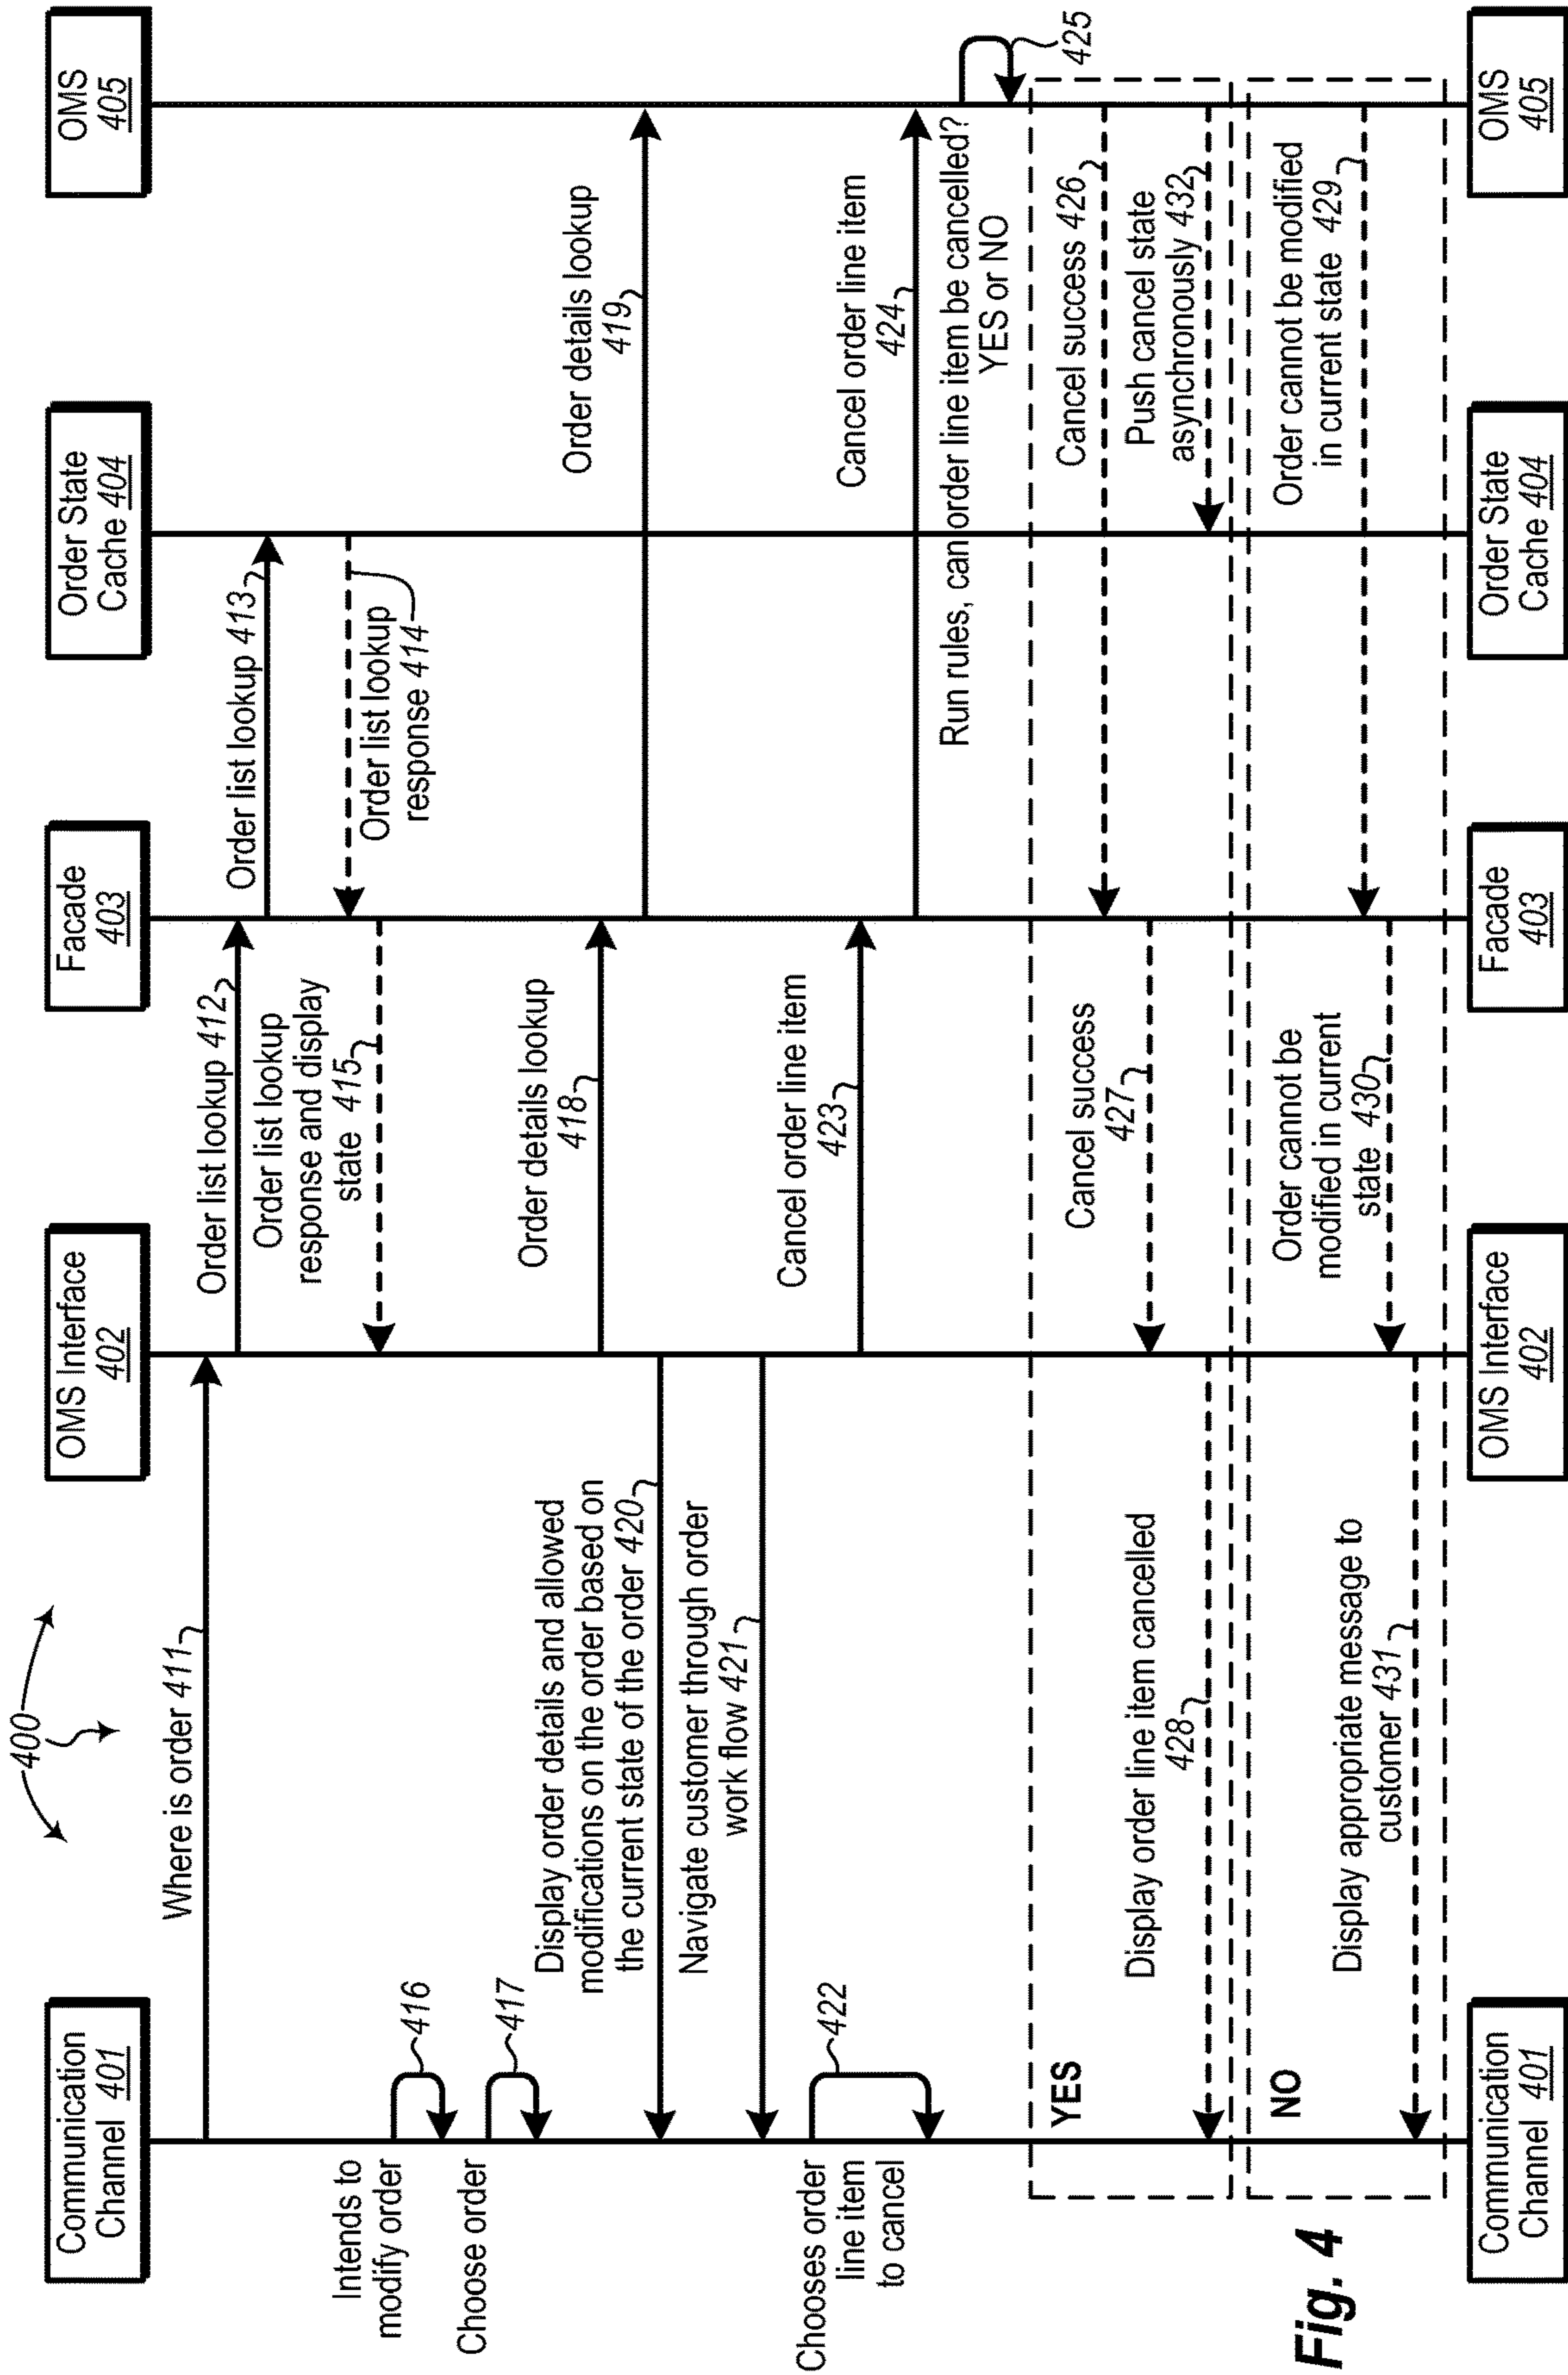 400
Communication
Channel 401
OMS Interface
402
Facade
403
Order State
Cache 404
OMS
405
Where is order 411
Order list lookup 412
Order list lookup 413
Order list lookup
response 414
Order list lookup
response and display
state 415
Intends to
modify order
416
Choose order
417
Order details lookup
418
Order details lookup
419
Display order details and allowed
modifications on the order based on
the current state of the order 420
Navigate customer through order
work flow 421
Chooses order
line item
to cancel
422
Cancel order line item
423
Cancel order line item
424
Run rules, can order line item be cancelled?
YES or NO
425
YES
Cancel success 426
Cancel success
427
Display order line item cancelled
428
Push cancel state
asynchronously 432
NO
Order cannot be modified
in current state 429
Order cannot be
modified in current
state 430
Display appropriate message to
customer 431
Communication
Channel 401
OMS Interface
402
Facade
403
Order State
Cache 404
OMS
405
Fig. 4